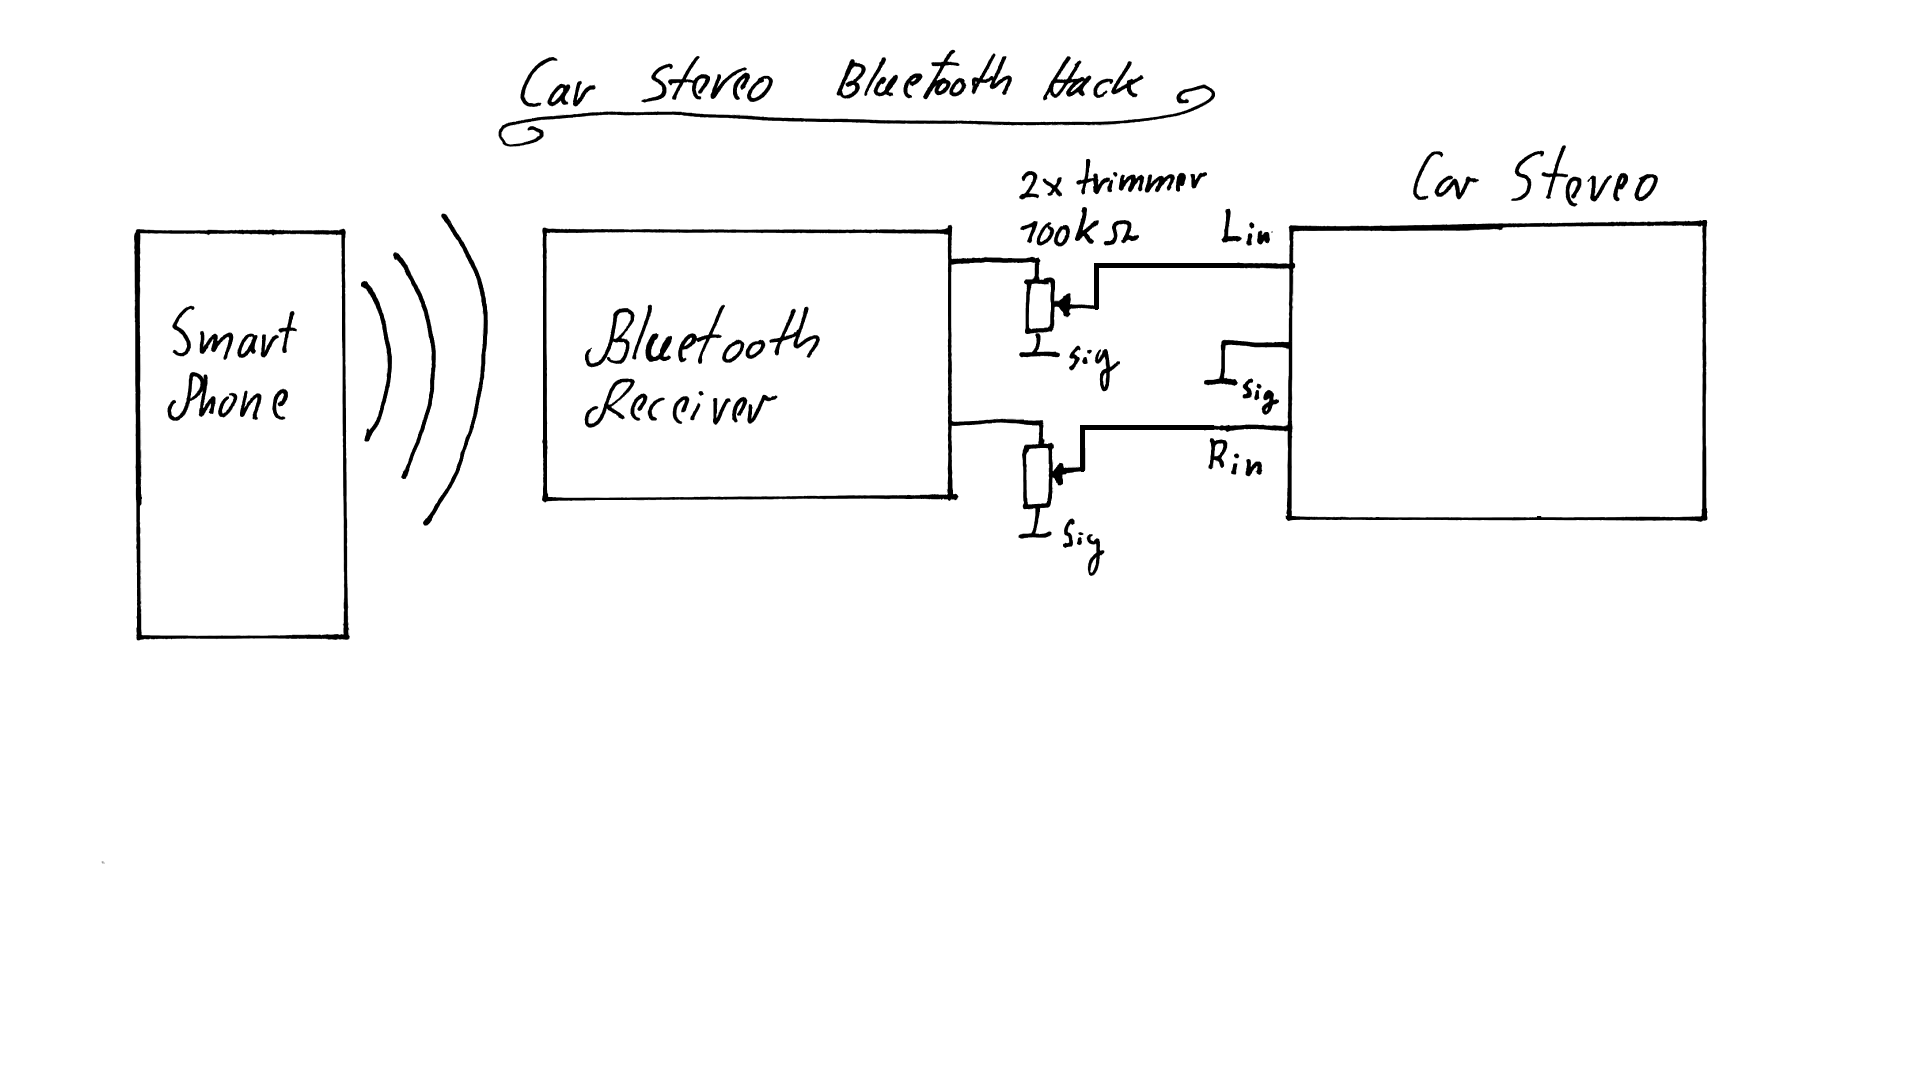 Car Stereo Bluetooth Hack
Car Stereo
2x trimmer
100kΩ
Lin
Smart
Phone
Bluetooth
Receiver
sig
sig
Rin
sig